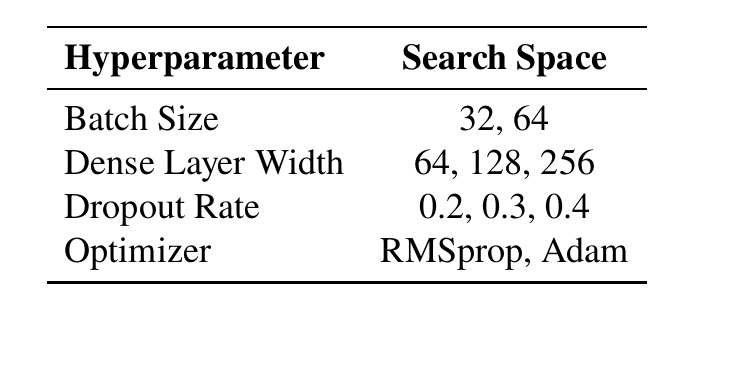 Hyperparameter Search Space
Batch Size 32, 64
Dense Layer Width 64, 128, 256
Dropout Rate 0.2, 0.3, 0.4
Optimizer RMSprop, Adam